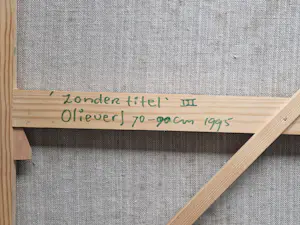 'Zonder titel' III
Olieverf 70-90cm 1995